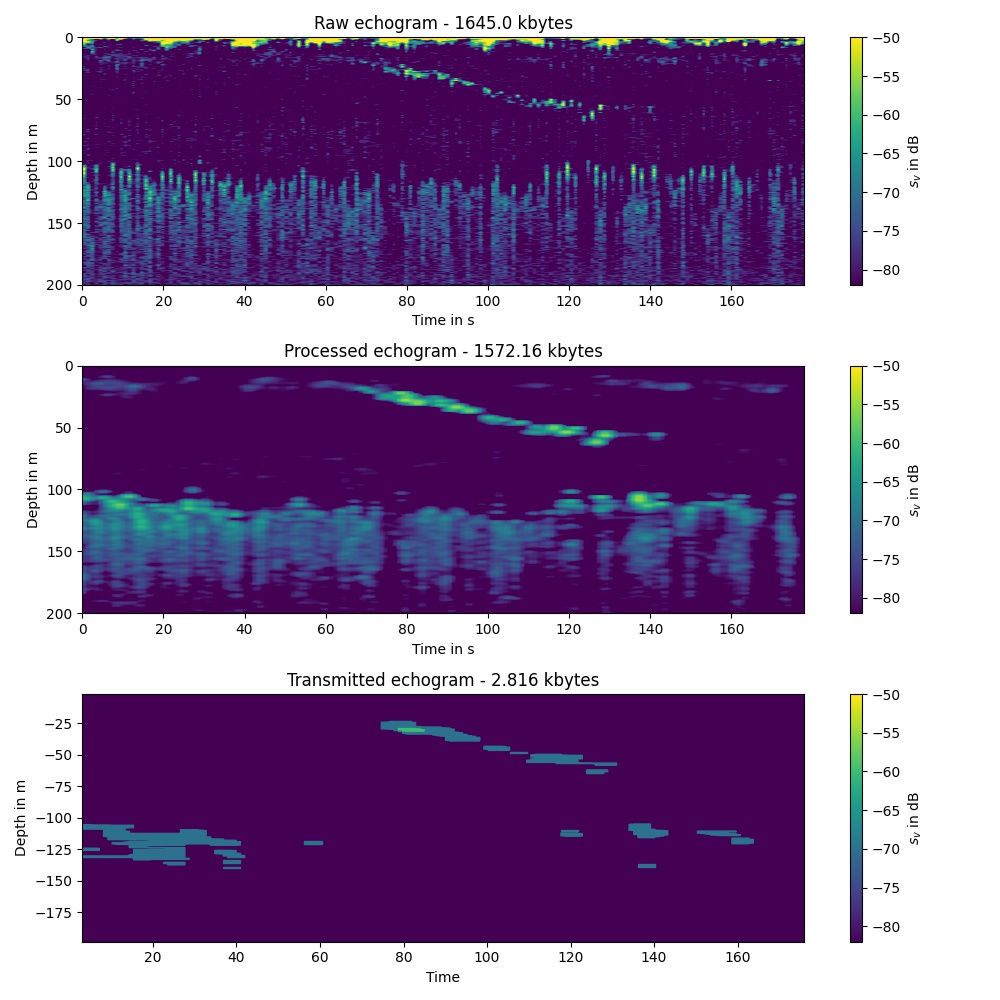 Raw echogram - 1645.0 kbytes
0
50
100
150
200
Depth in m
0 20 40 60 80 100 120 140 160
Time in s
−50
−55
−60
−65
−70
−75
−80
sv in dB
Processed echogram - 1572.16 kbytes
0
50
100
150
200
Depth in m
0 20 40 60 80 100 120 140 160
Time in s
−50
−55
−60
−65
−70
−75
−80
sv in dB
Transmitted echogram - 2.816 kbytes
−25
−50
−75
−100
−125
−150
−175
Depth in m
20 40 60 80 100 120 140 160
Time
−50
−55
−60
−65
−70
−75
−80
sv in dB